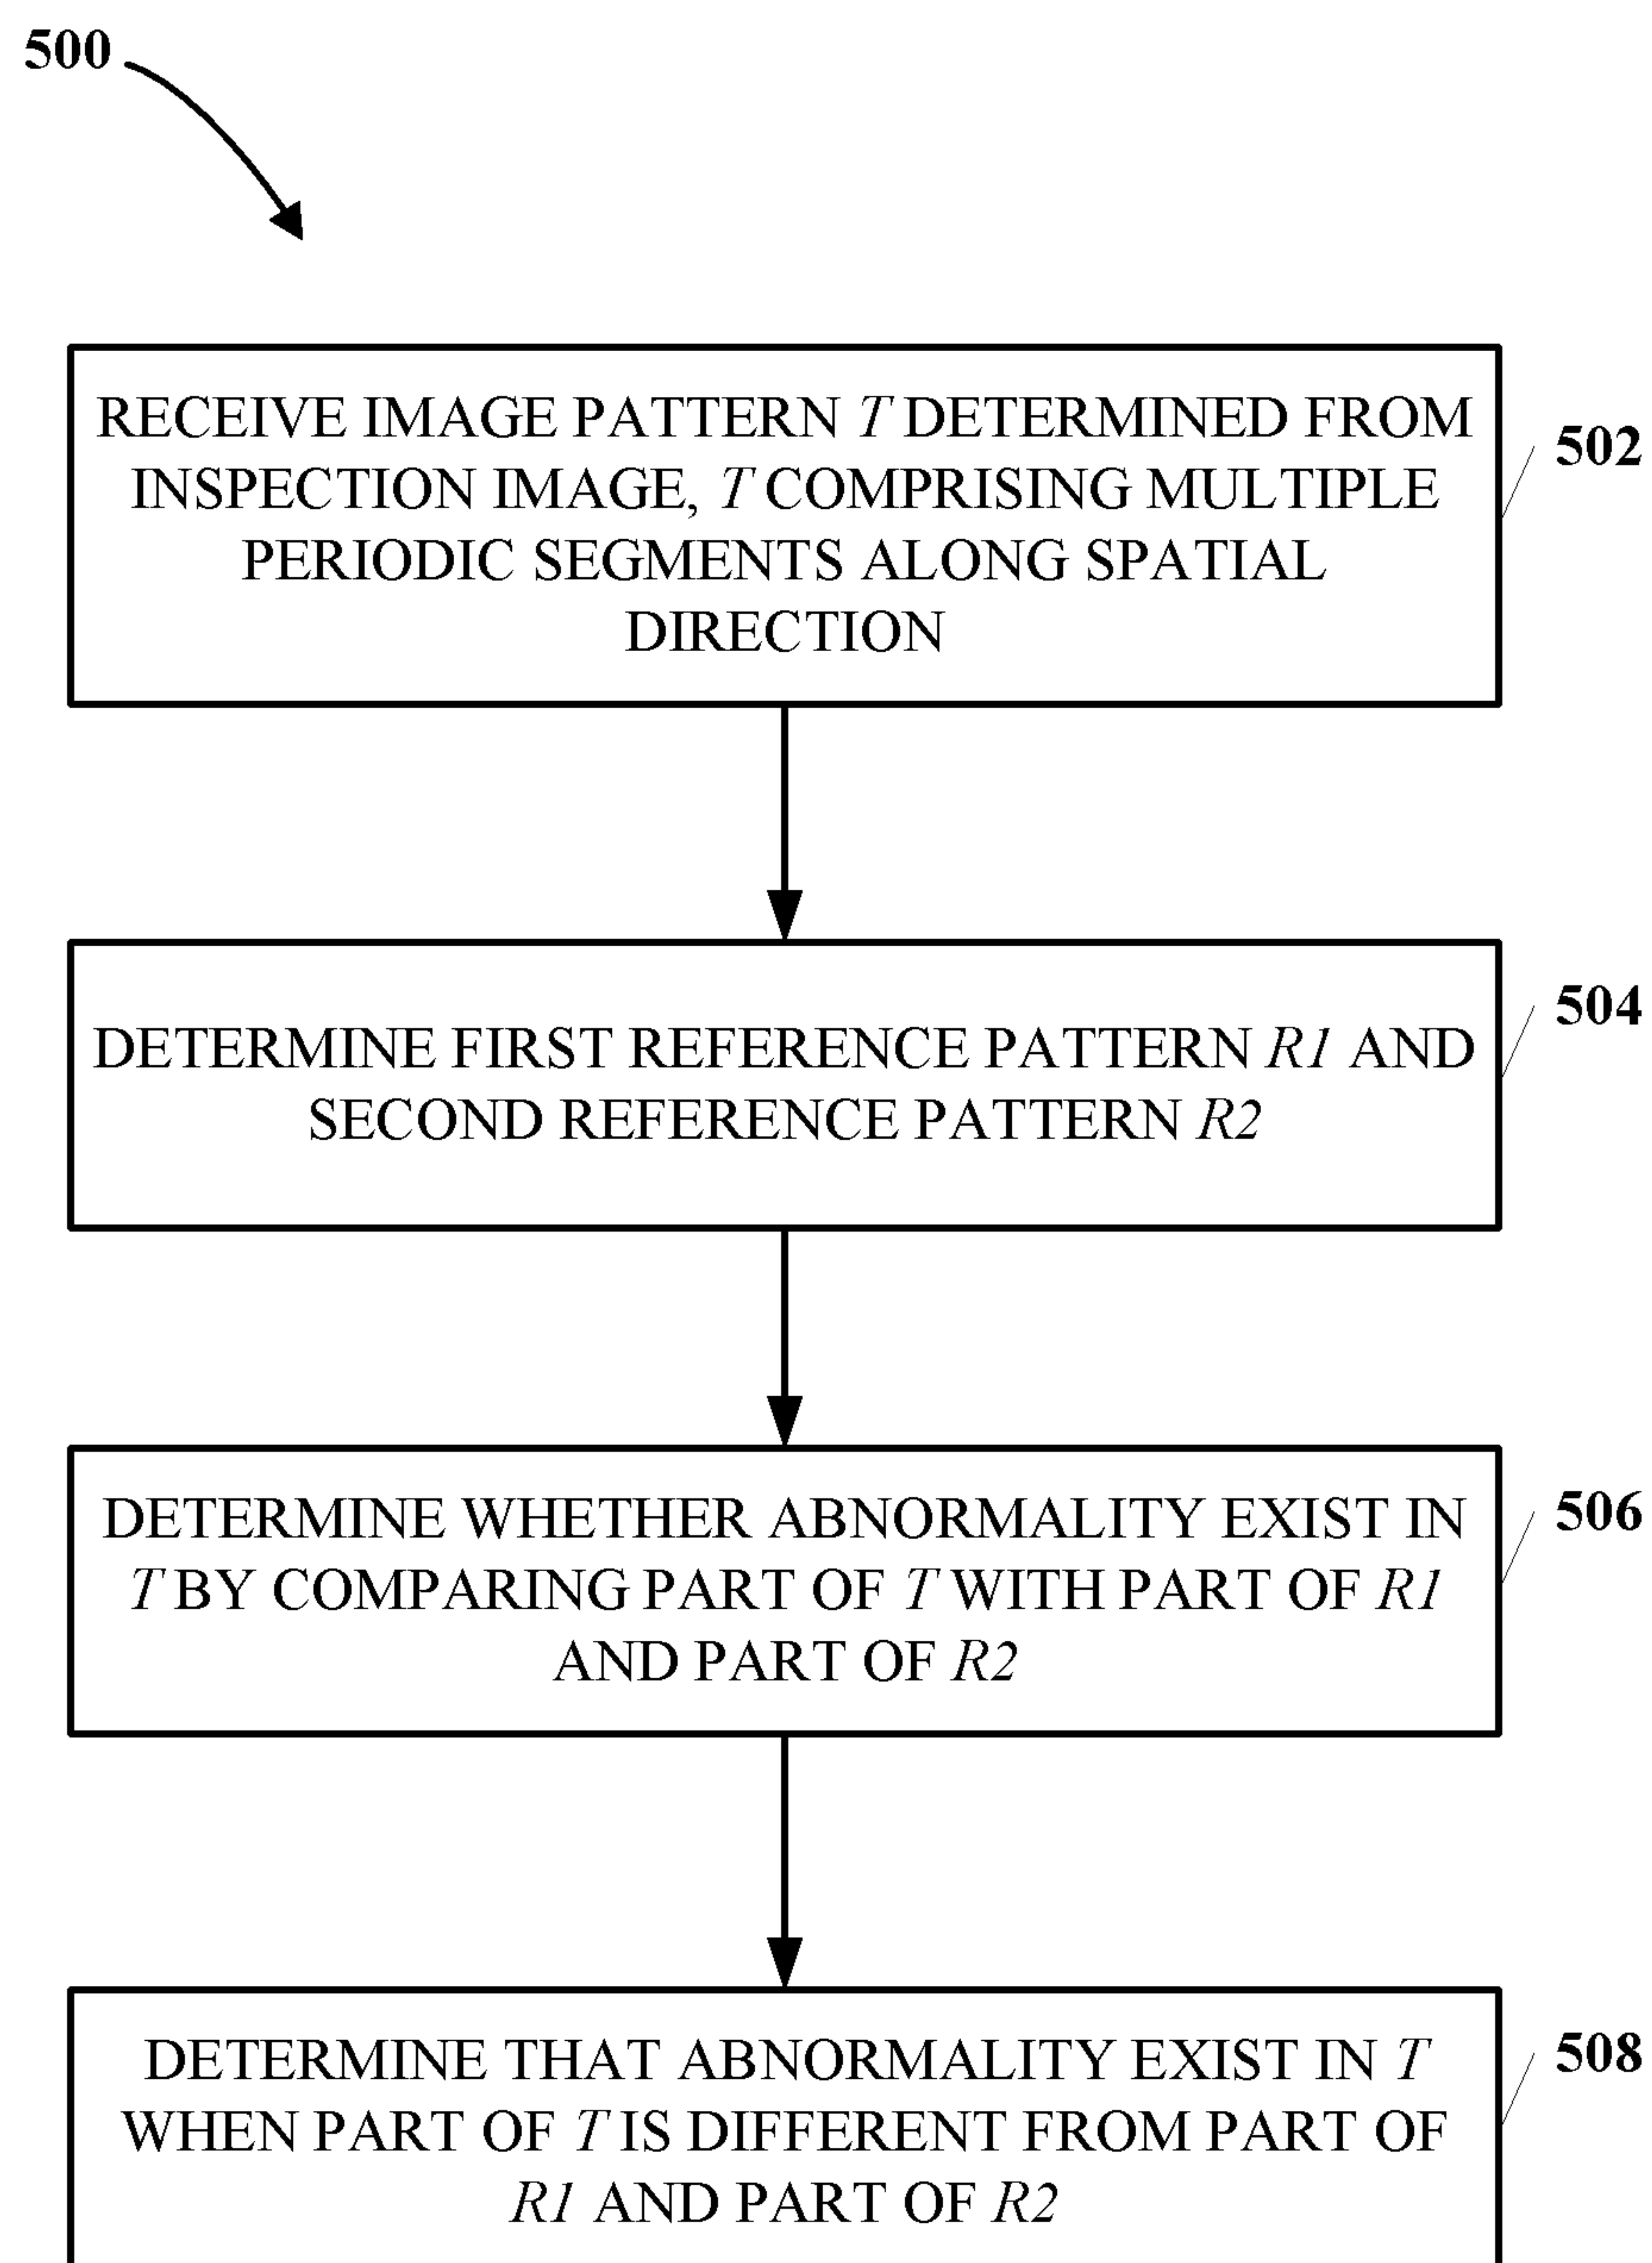 500
RECEIVE IMAGE PATTERN T DETERMINED FROM
INSPECTION IMAGE, T COMPRISING MULTIPLE
PERIODIC SEGMENTS ALONG SPATIAL
DIRECTION
502
DETERMINE FIRST REFERENCE PATTERN R1 AND
SECOND REFERENCE PATTERN R2
504
DETERMINE WHETHER ABNORMALITY EXIST IN
T BY COMPARING PART OF T WITH PART OF R1
AND PART OF R2
506
DETERMINE THAT ABNORMALITY EXIST IN T
WHEN PART OF T IS DIFFERENT FROM PART OF
R1 AND PART OF R2
508